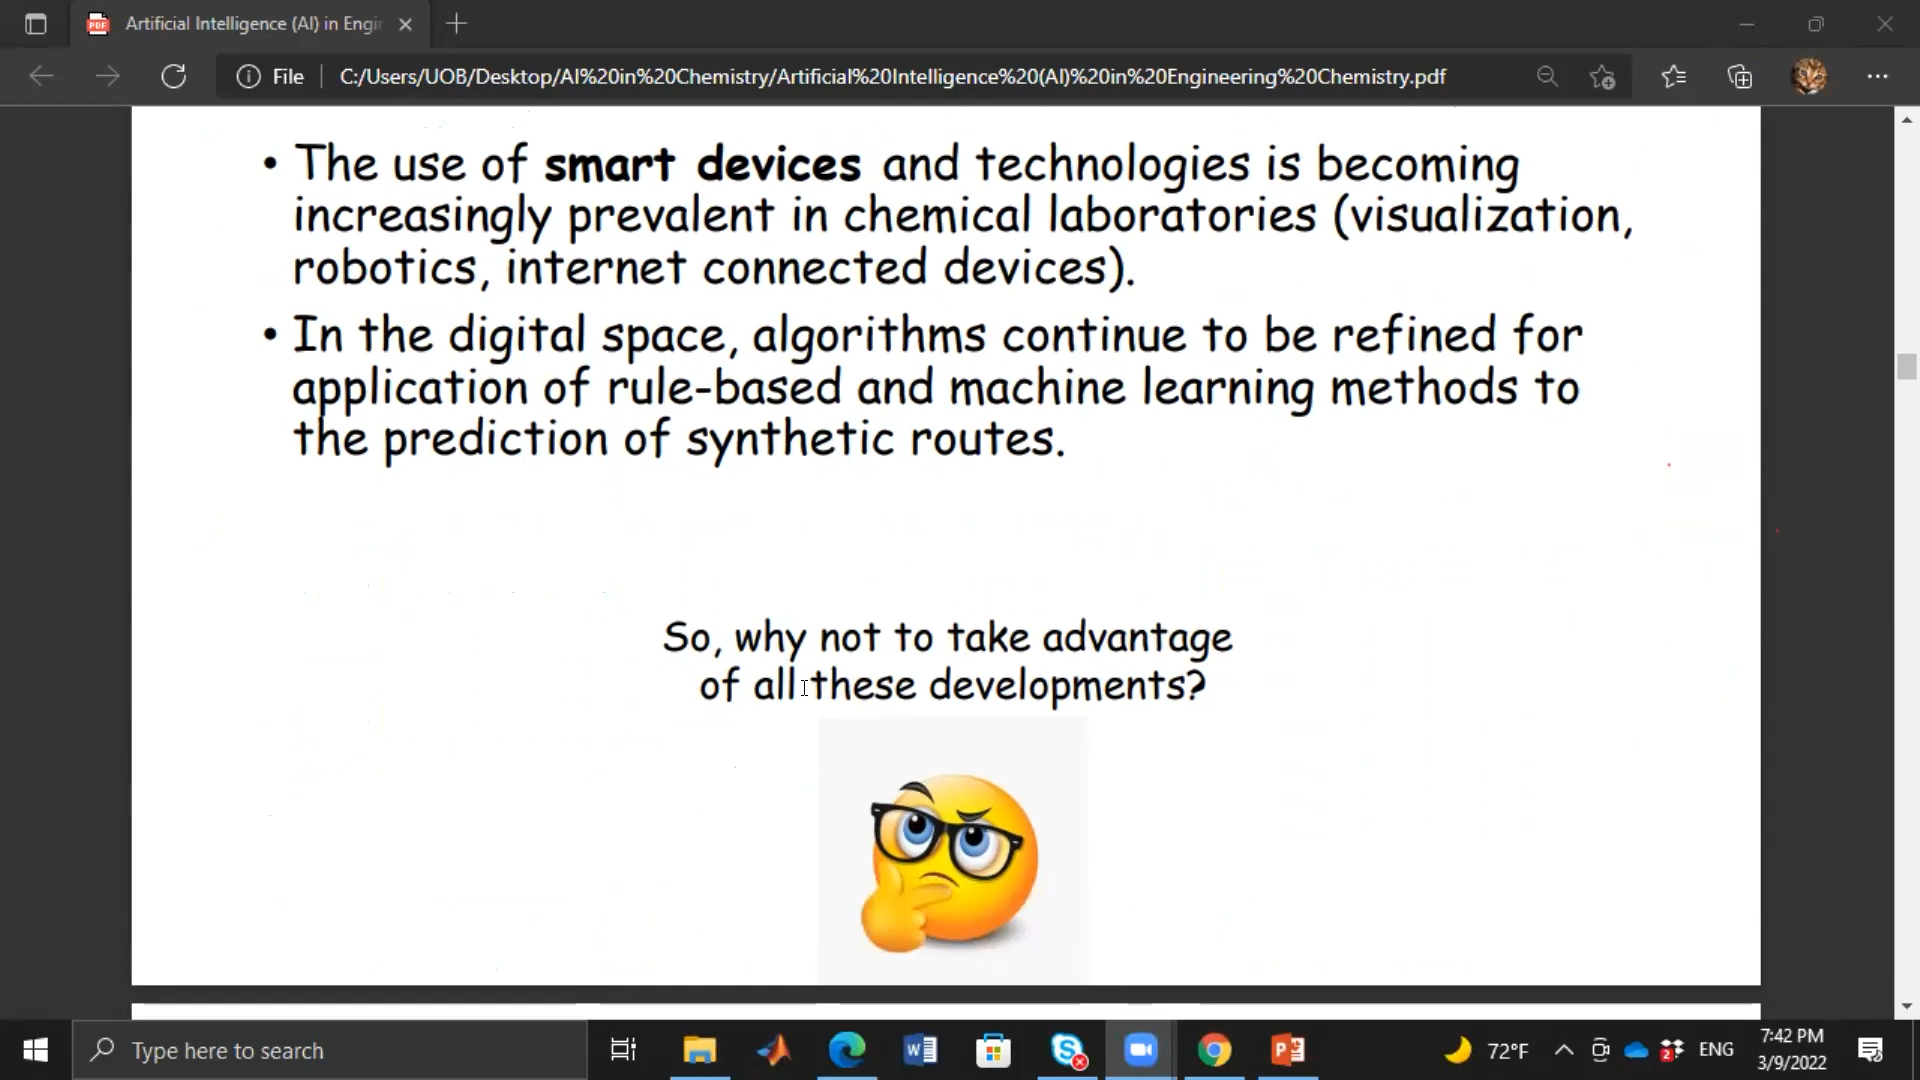 Artificial Intelligence (AI) in Engin
File
C:/Users/UOB/Desktop/AI%20in%20Chemistry/Artificial%20Intelligence%20(AI)%20in%20Engineering%20Chemistry.pdf
• The use of smart devices and technologies is becoming
increasingly prevalent in chemical laboratories (visualization,
robotics, internet connected devices).
• In the digital space, algorithms continue to be refined for
application of rule-based and machine learning methods to
the prediction of synthetic routes.
So, why not to take advantage
of all these developments?
Type here to search
72°F
ENG
7:42 PM
3/9/2022